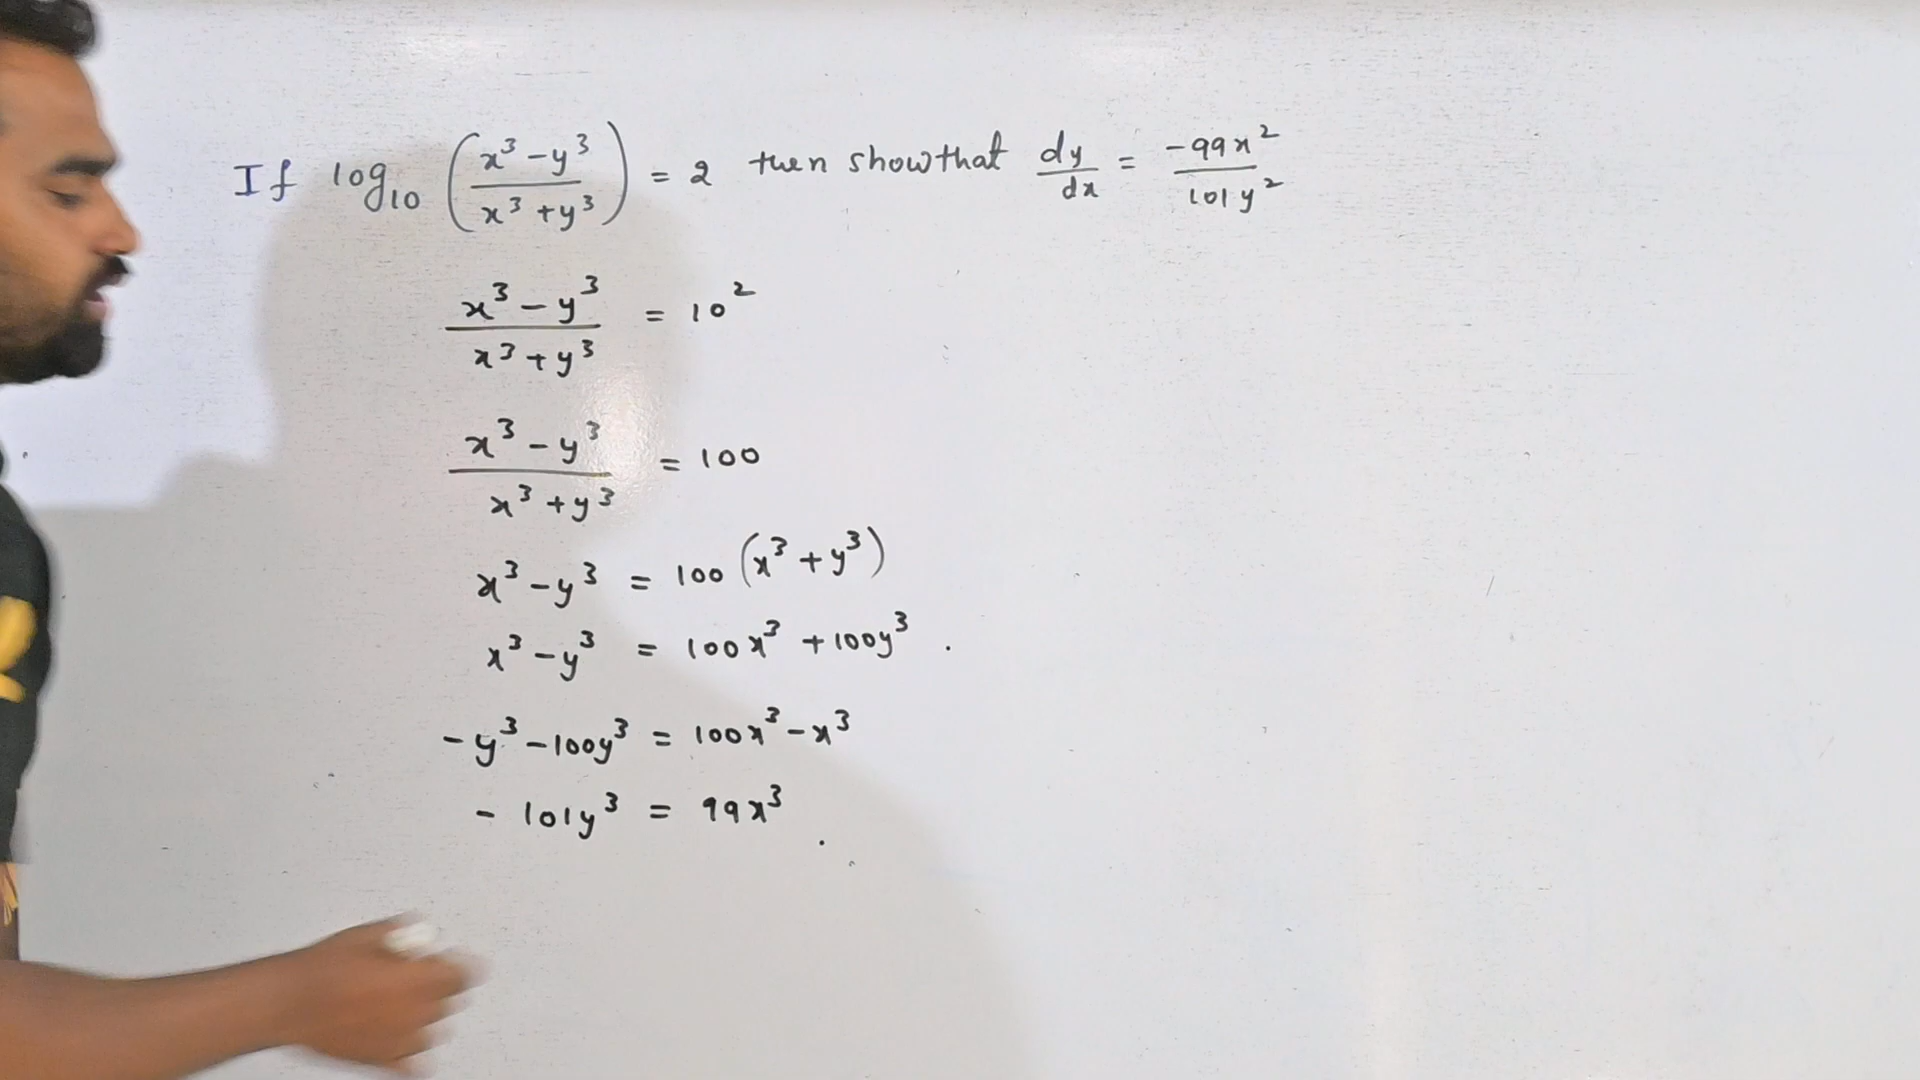 If log₁₀ (x³ - y³ / x³ + y³) = 2 then show that dy/dx = -99x² / 101y²
x³ - y³ / x³ + y³ = 10²
x³ - y³ / x³ + y³ = 100
x³ - y³ = 100 (x³ + y³)
x³ - y³ = 100x³ + 100y³ .
- y³ - 100y³ = 100x³ - x³
- 101y³ = 99x³